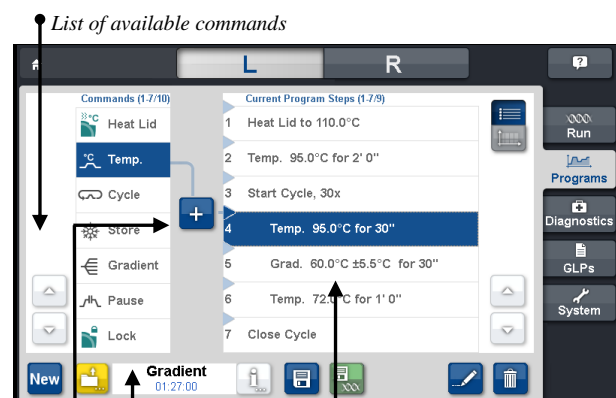 List of available commands
L R ?
Commands (1-7/10) Current Program Steps (1-7/9)
°C Heat Lid
°C Temp.
Cycle
Store
Gradient
Pause
Lock
+
1 Heat Lid to 110.0°C
2 Temp. 95.0°C for 2' 0"
3 Start Cycle, 30x
4 Temp. 95.0°C for 30"
5 Grad. 60.0°C ±5.5°C for 30"
6 Temp. 72.0°C for 1' 0"
7 Close Cycle
Run
Programs
Diagnostics
GLPs
System
New
Gradient
01:27:00
i...